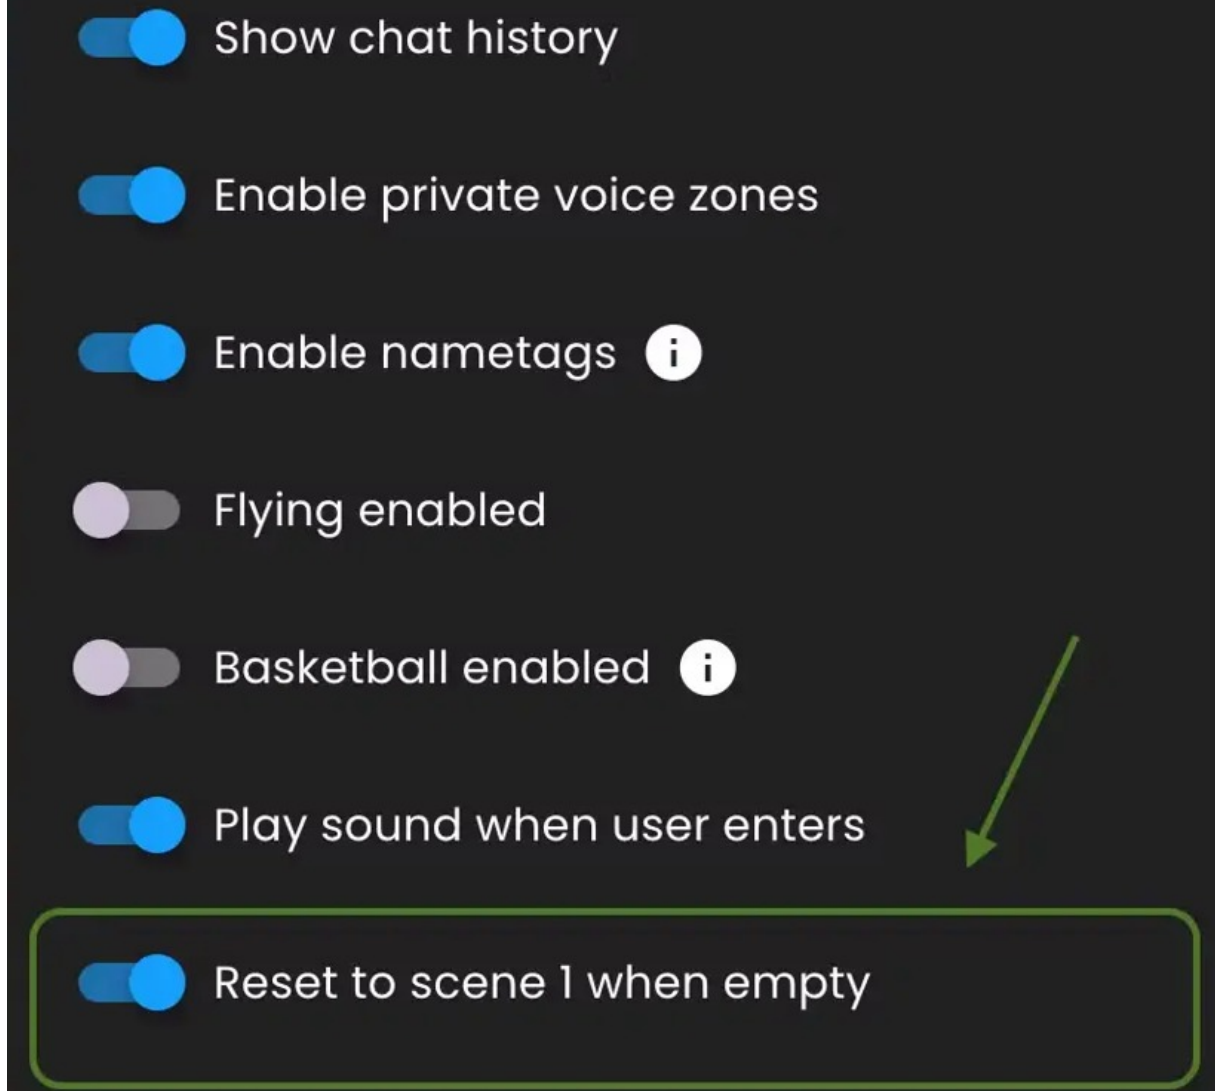 Show chat history
Enable private voice zones
Enable nametags i
Flying enabled
Basketball enabled i
Play sound when user enters
Reset to scene 1 when empty